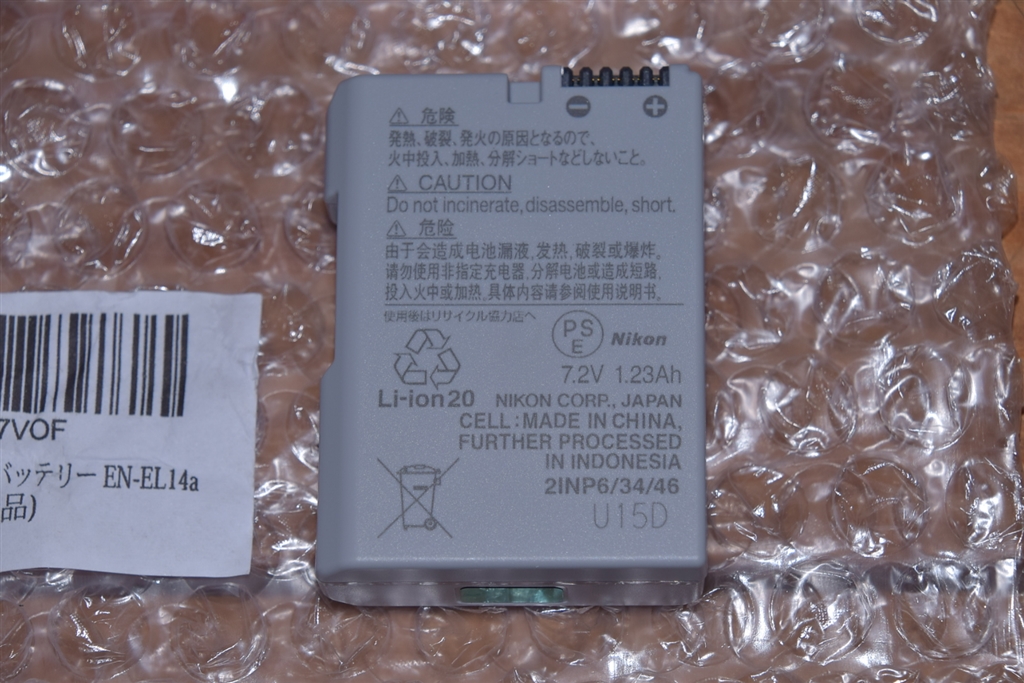 危険
発熱、破裂、発火の原因となるので、
火中投入、加熱、分解ショートなどしないこと。
CAUTION
Do not incinerate, disassemble, short.
危险
由于会造成电池漏液,发热,破裂或爆炸。
请勿使用非指定充电器,分解电池或造成短路,
投入火中或加热。具体内容请参阅使用说明书。
使用後はリサイクル協力店へ
PS
E
Nikon
7.2V 1.23Ah
Li-ion20
NIKON CORP., JAPAN
CELL: MADE IN CHINA,
FURTHER PROCESSED
IN INDONESIA
2INP6/34/46
U15D
7VOF
バッテリー EN-EL14a
品)